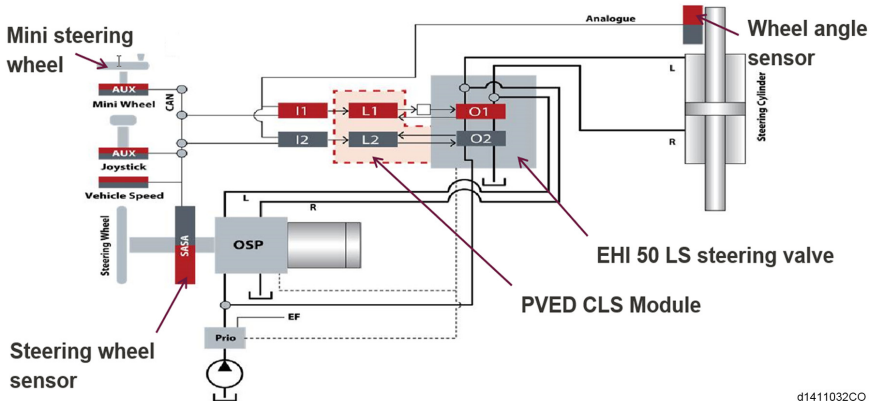 Mini steering
wheel
AUX
Mini Wheel
CAN
AUX
Joystick
Vehicle Speed
Steering Wheel
SASA
OSP
L
R
EF
Prio
Steering wheel
sensor
I1
L1
O1
I2
L2
O2
Analogue
Wheel angle
sensor
L
R
Steering Cylinder
EHI 50 LS steering valve
PVED CLS Module
d1411032CO